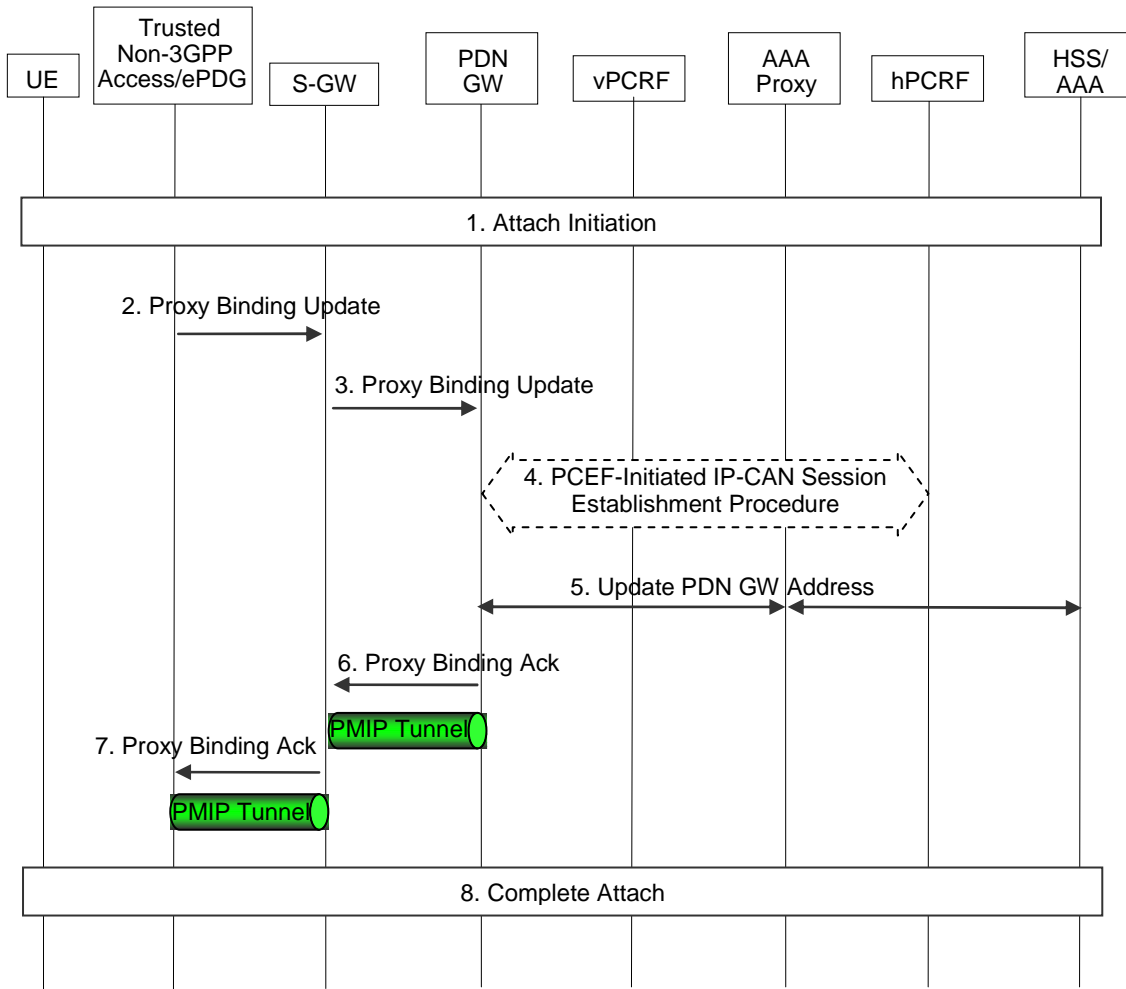 UE
Trusted
Non-3GPP
Access/ePDG
S-GW
PDN
GW
vPCRF
AAA
Proxy
hPCRF
HSS/
AAA
1. Attach Initiation
2. Proxy Binding Update
3. Proxy Binding Update
4. PCEF-Initiated IP-CAN Session
Establishment Procedure
5. Update PDN GW Address
6. Proxy Binding Ack
PMIP Tunnel
7. Proxy Binding Ack
PMIP Tunnel
8. Complete Attach